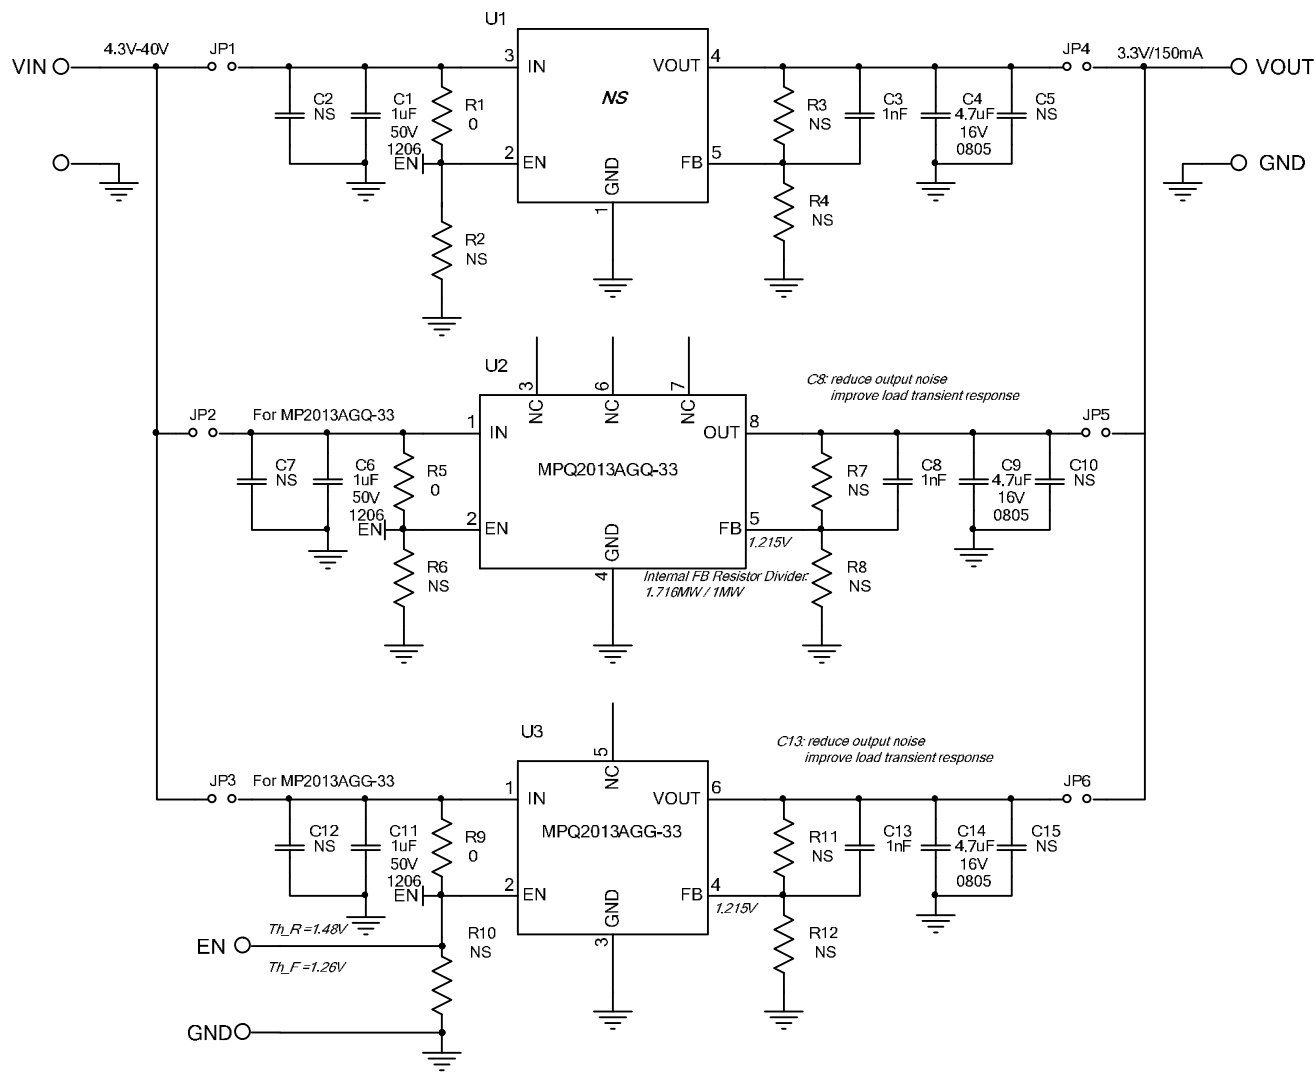 U1
4.3V-40V
JP1
VIN
3
IN
VOUT
4
JP4
3.3V/150mA
VOUT
C2
NS
C1
1uF
50V
1206
R1
0
NS
R3
NS
C3
1nF
C4
4.7uF
16V
0805
C5
NS
EN
2
EN
GND
FB
5
GND
1
R4
NS
R2
NS
U2
3
NC
6
NC
7
NC
C8: reduce output noise
improve load transient response
JP2
For MP2013AGQ-33
1
IN
OUT
8
JP5
C7
NS
C6
1uF
50V
1206
R5
0
MPQ2013AGQ-33
R7
NS
C8
1nF
C9
4.7uF
16V
0805
C10
NS
EN
2
EN
GND
FB
5
1.215V
R6
NS
4
Internal FB Resistor Divider:
1.716MW / 1MW
R8
NS
U3
5
NC
C13: reduce output noise
improve load transient response
JP3
For MP2013AGG-33
1
IN
VOUT
6
JP6
C12
NS
C11
1uF
50V
1206
R9
0
MPQ2013AGG-33
R11
NS
C13
1nF
C14
4.7uF
16V
0805
C15
NS
EN
2
EN
GND
FB
4
1.215V
Th_R =1.48V
EN
Th_F =1.26V
R10
NS
3
R12
NS
GND